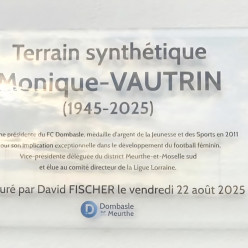 Terrain synthétique
Monique-VAUTRIN
(1945-2025)
présidente du FC Dombasle, médaille d'argent de la Jeunesse et des Sports en 2011
pour son implication exceptionnelle dans le développement du football féminin.
Vice-présidente déléguée du district Meurthe-et-Moselle sud
et élue au comité directeur de la Ligue Lorraine.
uré par David FISCHER le vendredi 22 août 2025
Dombasle
sur Meurthe